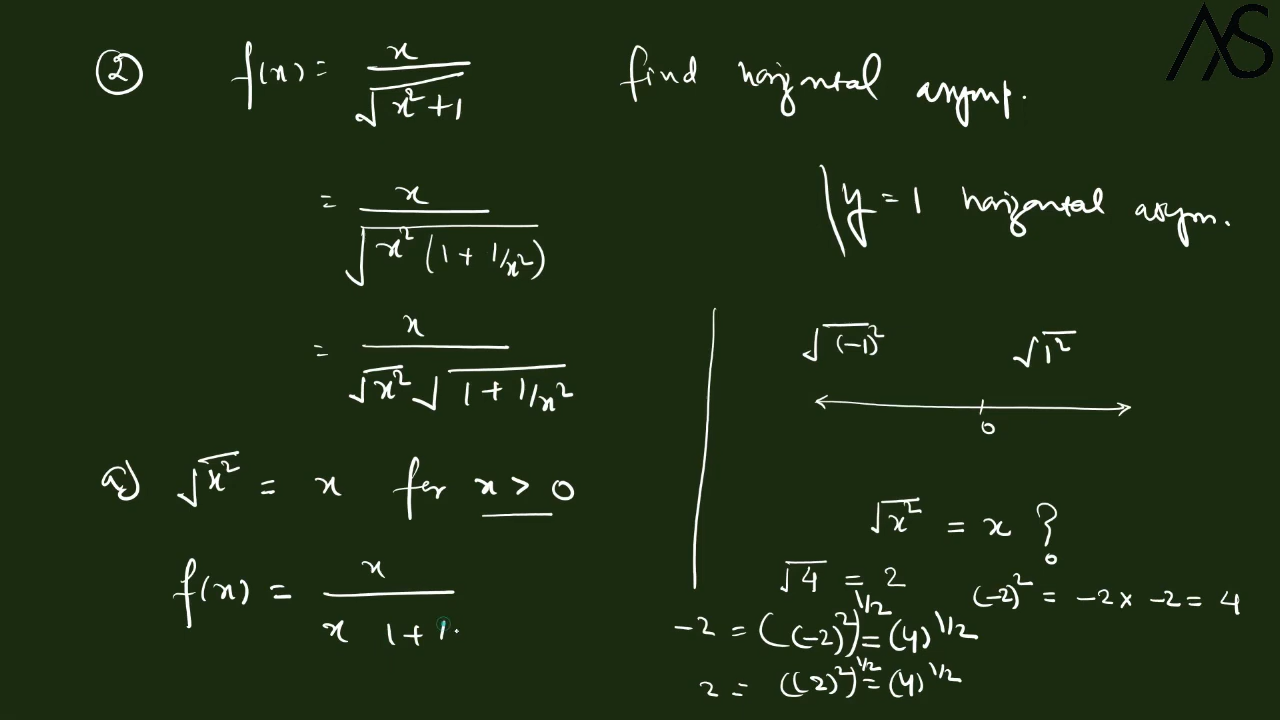 ② f(x) = x / √(x² + 1) find horizontal asymp.
= x / √(x² (1 + 1/x²))
y = 1 horizontal asym.
= x / (√x² √(1 + 1/x²))
√(-1)² √1²
0
a) √x² = x for x > 0
√x² = x ?
f(x) = x / (x 1 + 1
√4 = 2 (-2)² = -2 × -2 = 4
-2 = ((-2)²)^1/2 = (4)^1/2
2 = ((2)²)^1/2 = (4)^1/2